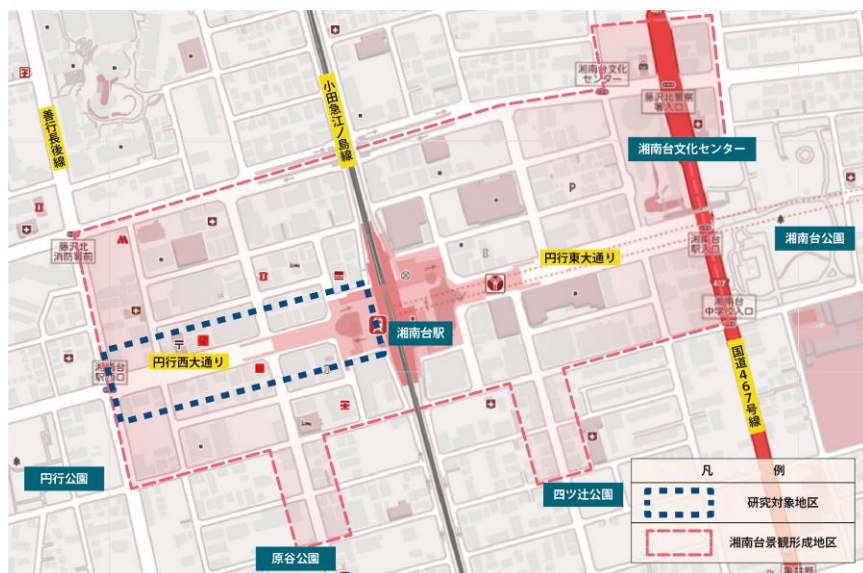 湘南台文化
センター
藤沢北警察
署入口
善行長後線
小田急江ノ島線
湘南台文化センター
P
藤沢北
消防署前
湘南台
駅入口
湘南台公園
円行東大通り
467
湘南台
中学校入口
湘南台駅
円行西大通り
湘南台
駅西口
国道467号線
円行公園
四ツ辻公園
原谷公園
凡 例
研究対象地区
湘南台景観形成地区